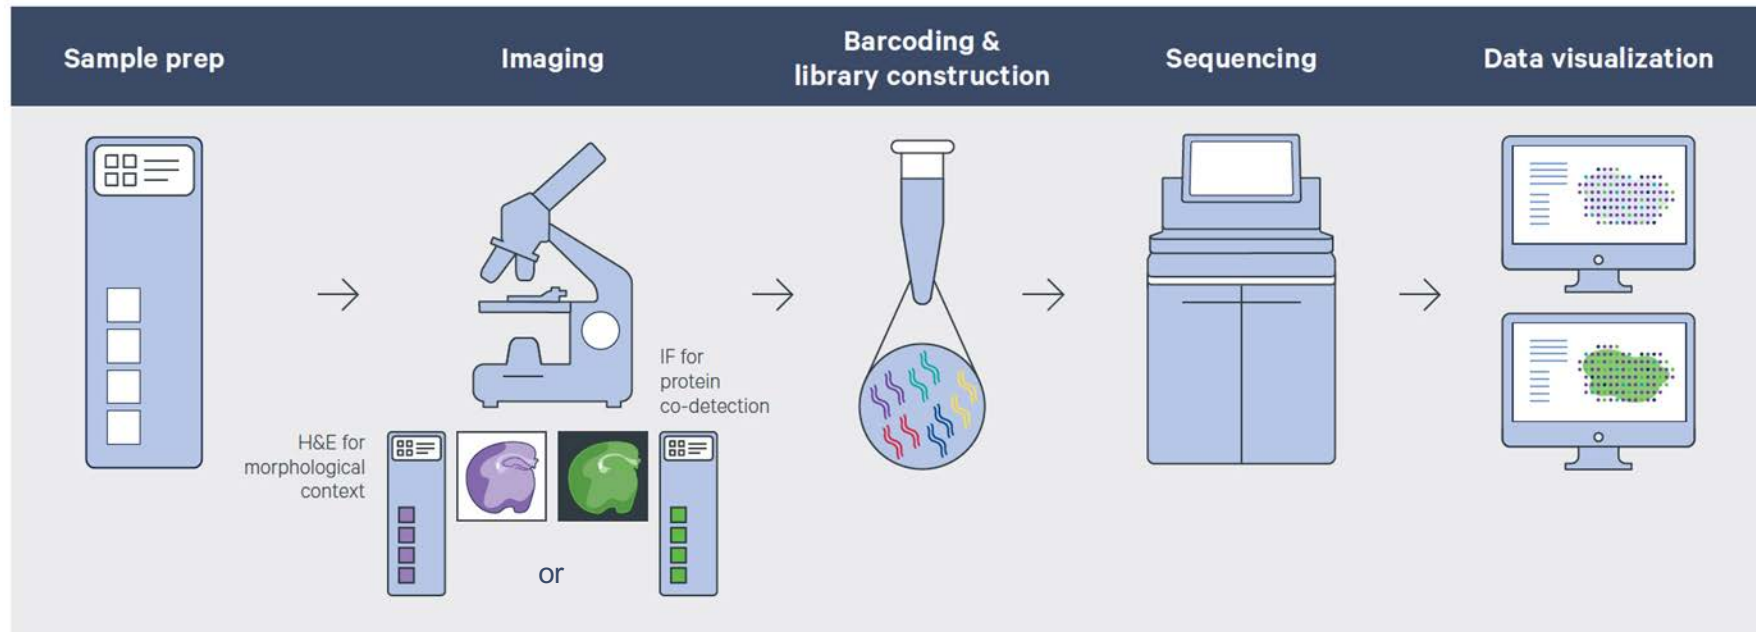 Sample prep
Imaging
Barcoding &
library construction
Sequencing
Data visualization
IF for
protein
co-detection
H&E for
morphological
context
or